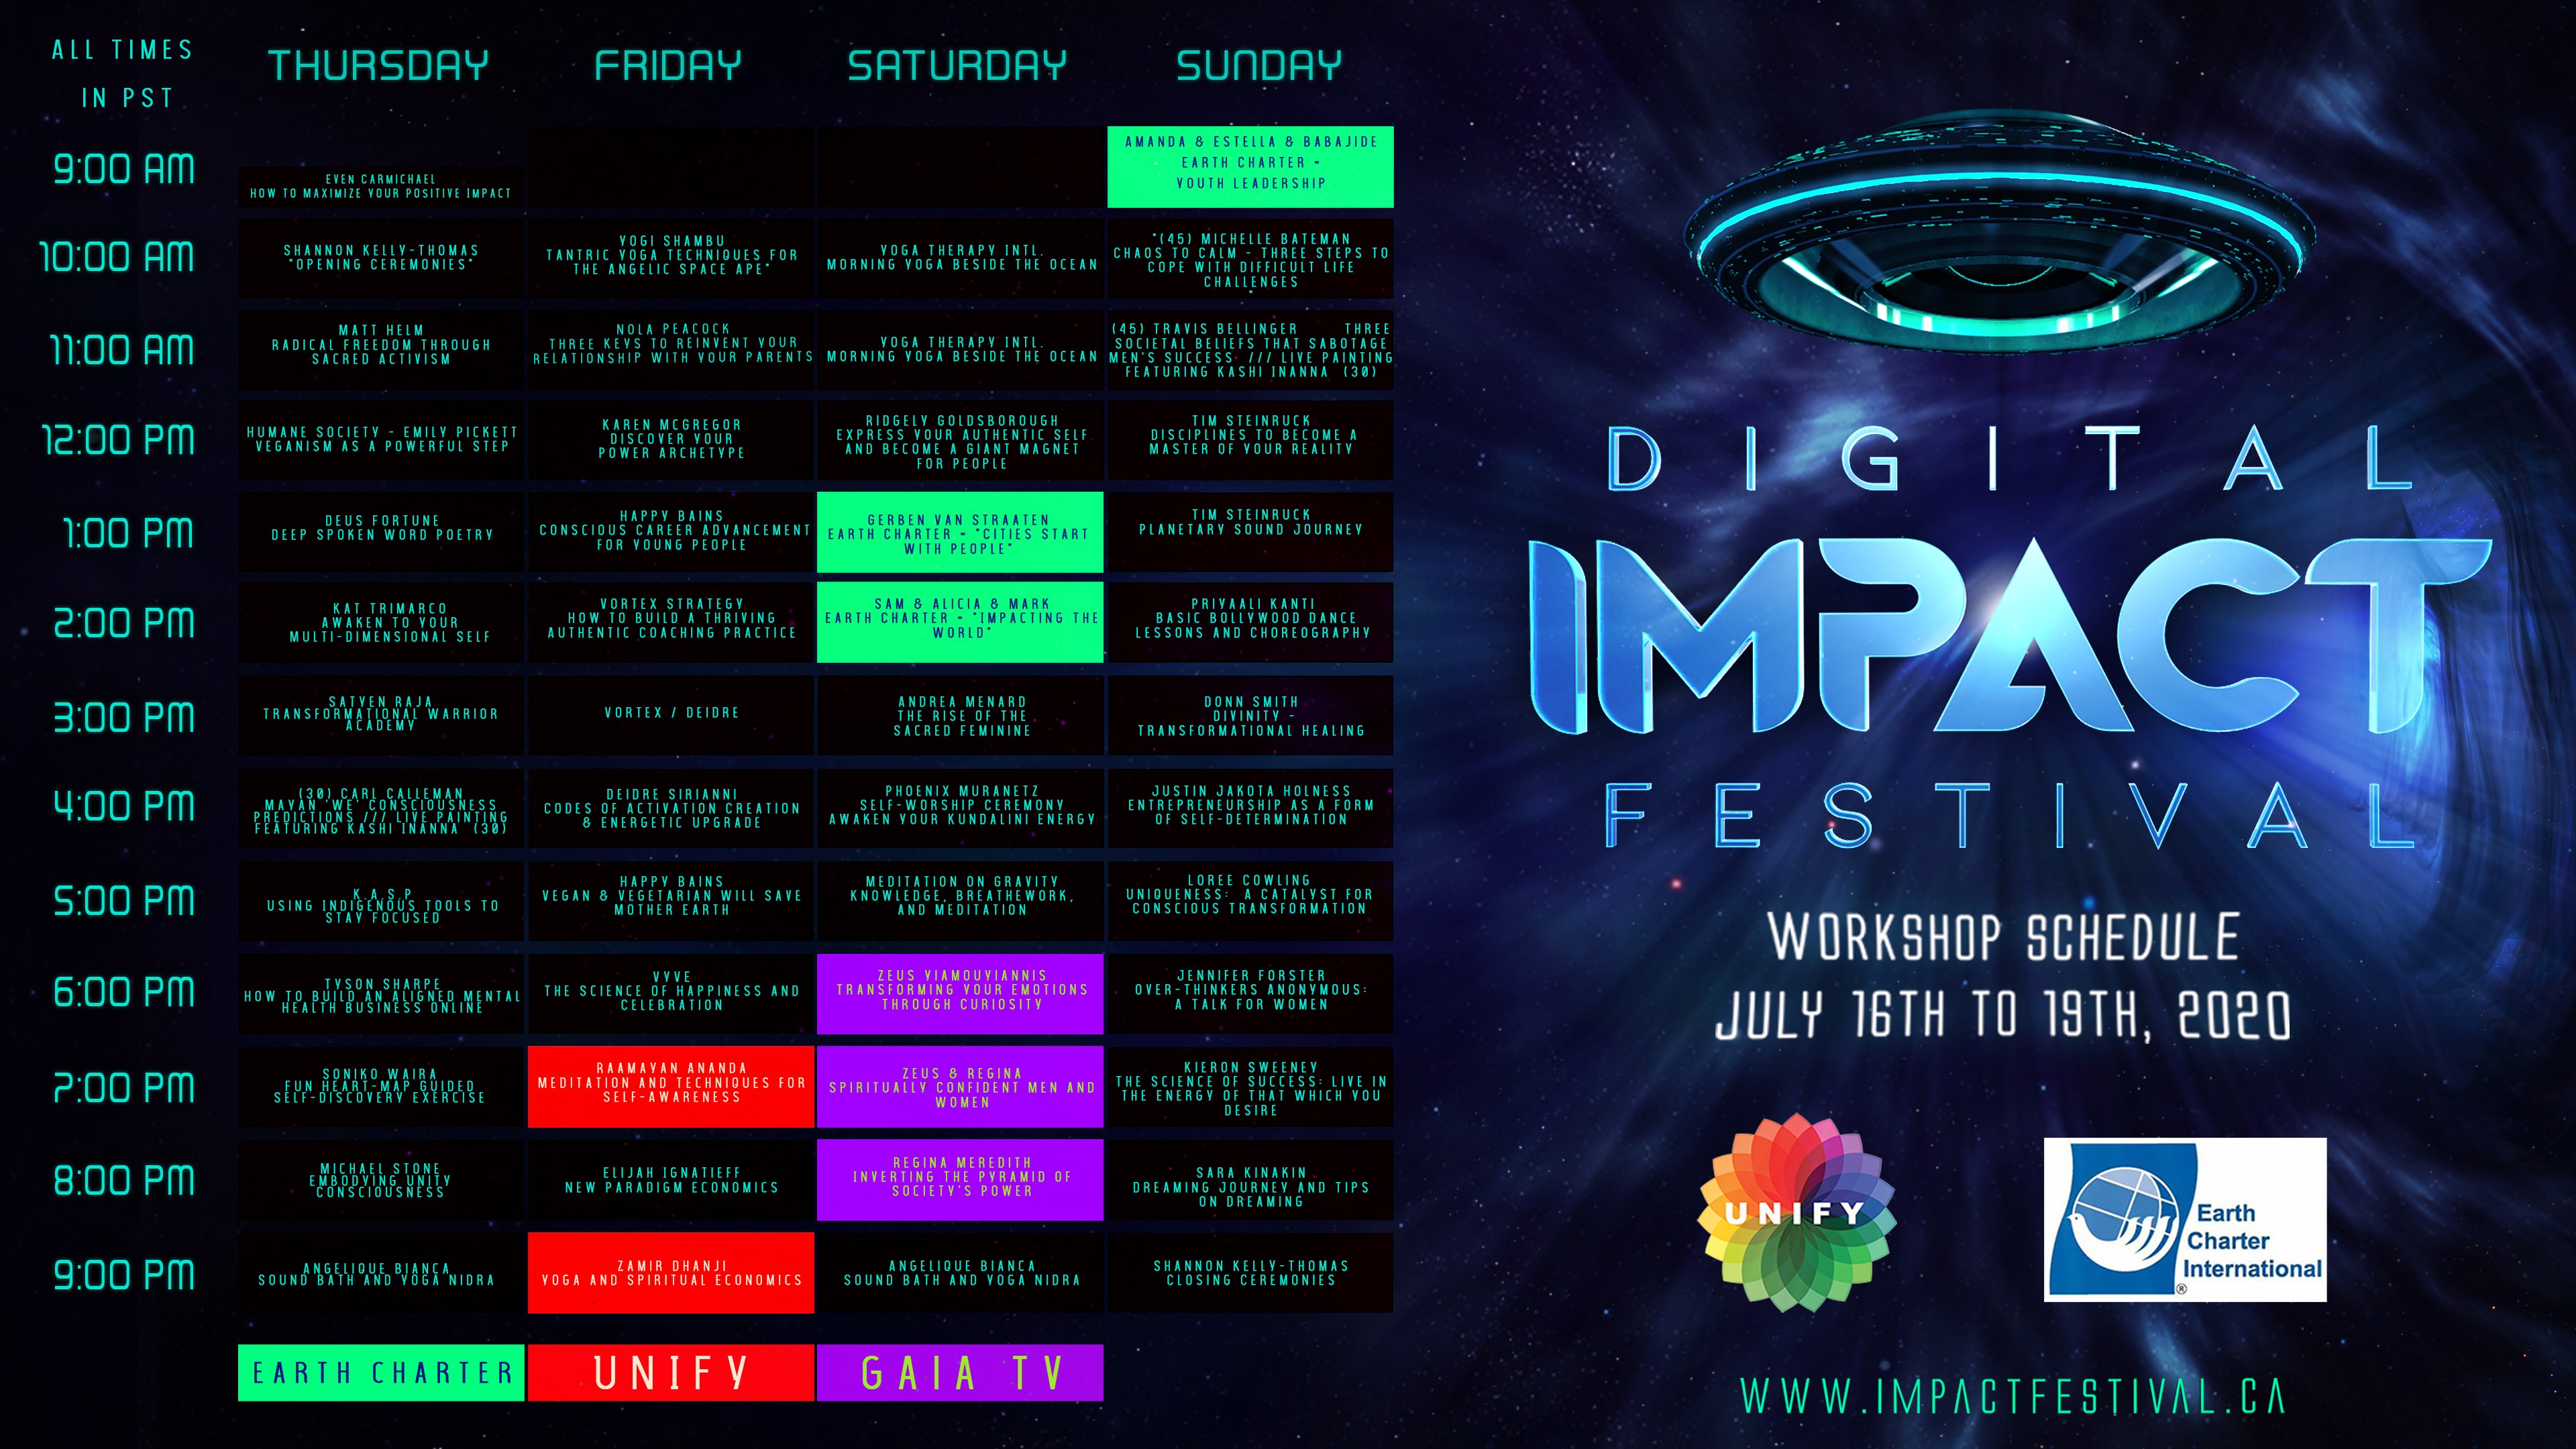 ALL TIMES
IN PST
THURSDAY
FRIDAY
SATURDAY
SUNDAY
9:00 AM
EVEN CARMICHAEL
HOW TO MAXIMIZE YOUR POSITIVE IMPACT
AMANDA & ESTELLA & BABAJIDE
EARTH CHARTER -
YOUTH LEADERSHIP
10:00 AM
SHANNON KELLY-THOMAS
"OPENING CEREMONIES"
YOGI SHAMBU
TANTRIC YOGA TECHNIQUES FOR
THE ANGELIC SPACE APE"
YOGA THERAPY INTL.
MORNING YOGA BESIDE THE OCEAN
"(45) MICHELLE BATEMAN
CHAOS TO CALM - THREE STEPS TO
COPE WITH DIFFICULT LIFE
CHALLENGES
"
11:00 AM
MATT HELM
RADICAL FREEDOM THROUGH
SACRED ACTIVISM
NOLA PEACOCK
THREE KEYS TO REINVENT YOUR
RELATIONSHIP WITH YOUR PARENTS
YOGA THERAPY INTL.
MORNING YOGA BESIDE THE OCEAN
(45) TRAVIS BELLINGER THREE
SOCIETAL BELIEFS THAT SABOTAGE
MEN'S SUCCESS /// LIVE PAINTING
FEATURING KASHI INANNA (30)
12:00 PM
HUMANE SOCIETY - EMILY PICKETT
VEGANISM AS A POWERFUL STEP
KAREN MCGREGOR
DISCOVER YOUR
POWER ARCHETYPE
RIDGELY GOLDSBOROUGH
EXPRESS YOUR AUTHENTIC SELF
AND BECOME A GIANT MAGNET
FOR PEOPLE
TIM STEINRUCK
DISCIPLINES TO BECOME A
MASTER OF YOUR REALITY
1:00 PM
DEUS FORTUNE
DEEP SPOKEN WORD POETRY
HAPPY BAINS
CONSCIOUS CAREER ADVANCEMENT
FOR YOUNG PEOPLE
GERBEN VAN STRAATEN
EARTH CHARTER - "CITIES START
WITH PEOPLE"
TIM STEINRUCK
PLANETARY SOUND JOURNEY
2:00 PM
KAT TRIMARCO
AWAKEN TO YOUR
MULTI-DIMENSIONAL SELF
VORTEX STRATEGY
HOW TO BUILD A THRIVING
AUTHENTIC COACHING PRACTICE
SAM & ALICIA & MARK
EARTH CHARTER - "IMPACTING THE
WORLD"
PRIYAALI KANTI
BASIC BOLLYWOOD DANCE
LESSONS AND CHOREOGRAPHY
3:00 PM
SATYEN RAJA
TRANSFORMATIONAL WARRIOR
ACADEMY
VORTEX / DEIDRE
ANDREA MENARD
THE RISE OF THE
SACRED FEMININE
DONN SMITH
DIVINITY -
TRANSFORMATIONAL HEALING
4:00 PM
(30) CARL CALLEMAN
MAYAN 'WE' CONSCIOUSNESS
PREDICTIONS /// LIVE PAINTING
FEATURING KASHI INANNA (30)
DEIDRE SIRIANNI
CODES OF ACTIVATION CREATION
& ENERGETIC UPGRADE
PHOENIX MURANETZ
SELF-WORSHIP CEREMONY
AWAKEN YOUR KUNDALINI ENERGY
JUSTIN JAKOTA HOLNESS
ENTREPRENEURSHIP AS A FORM
OF SELF-DETERMINATION
5:00 PM
K.A.S.P
USING INDIGENOUS TOOLS TO
STAY FOCUSED
HAPPY BAINS
VEGAN & VEGETARIAN WILL SAVE
MOTHER EARTH
MEDITATION ON GRAVITY
KNOWLEDGE, BREATHEWORK,
AND MEDITATION
LOREE COWLING
UNIQUENESS: A CATALYST FOR
CONSCIOUS TRANSFORMATION
6:00 PM
TYSON SHARPE
HOW TO BUILD AN ALIGNED MENTAL
HEALTH BUSINESS ONLINE
VYVE
THE SCIENCE OF HAPPINESS AND
CELEBRATION
ZEUS YIAMOUYIANNIS
TRANSFORMING YOUR EMOTIONS
THROUGH CURIOSITY
JENNIFER FORSTER
OVER-THINKERS ANONYMOUS:
A TALK FOR WOMEN
7:00 PM
SONIKO WAIRA
FUN HEART-MAP GUIDED
SELF-DISCOVERY EXERCISE
RAAMAYAN ANANDA
MEDITATION AND TECHNIQUES FOR
SELF-AWARENESS
ZEUS & REGINA
SPIRITUALLY CONFIDENT MEN AND
WOMEN
KIERON SWEENEY
THE SCIENCE OF SUCCESS: LIVE IN
THE ENERGY OF THAT WHICH YOU
DESIRE
8:00 PM
MICHAEL STONE
EMBODYING UNITY
CONSCIOUSNESS
ELIJAH IGNATIEFF
NEW PARADIGM ECONOMICS
REGINA MEREDITH
INVERTING THE PYRAMID OF
SOCIETY'S POWER
SARA KINAKIN
DREAMING JOURNEY AND TIPS
ON DREAMING
9:00 PM
ANGELIQUE BIANCA
SOUND BATH AND YOGA NIDRA
ZAMIR DHANJI
YOGA AND SPIRITUAL ECONOMICS
ANGELIQUE BIANCA
SOUND BATH AND YOGA NIDRA
SHANNON KELLY-THOMAS
CLOSING CEREMONIES
EARTH CHARTER
UNIFY
GAIA TV
DIGITAL
IMPACT
FESTIVAL
WORKSHOP SCHEDULE
JULY 16TH TO 19TH, 2020
UNIFY
Earth
Charter
International
®
WWW.IMPACTFESTIVAL.CA